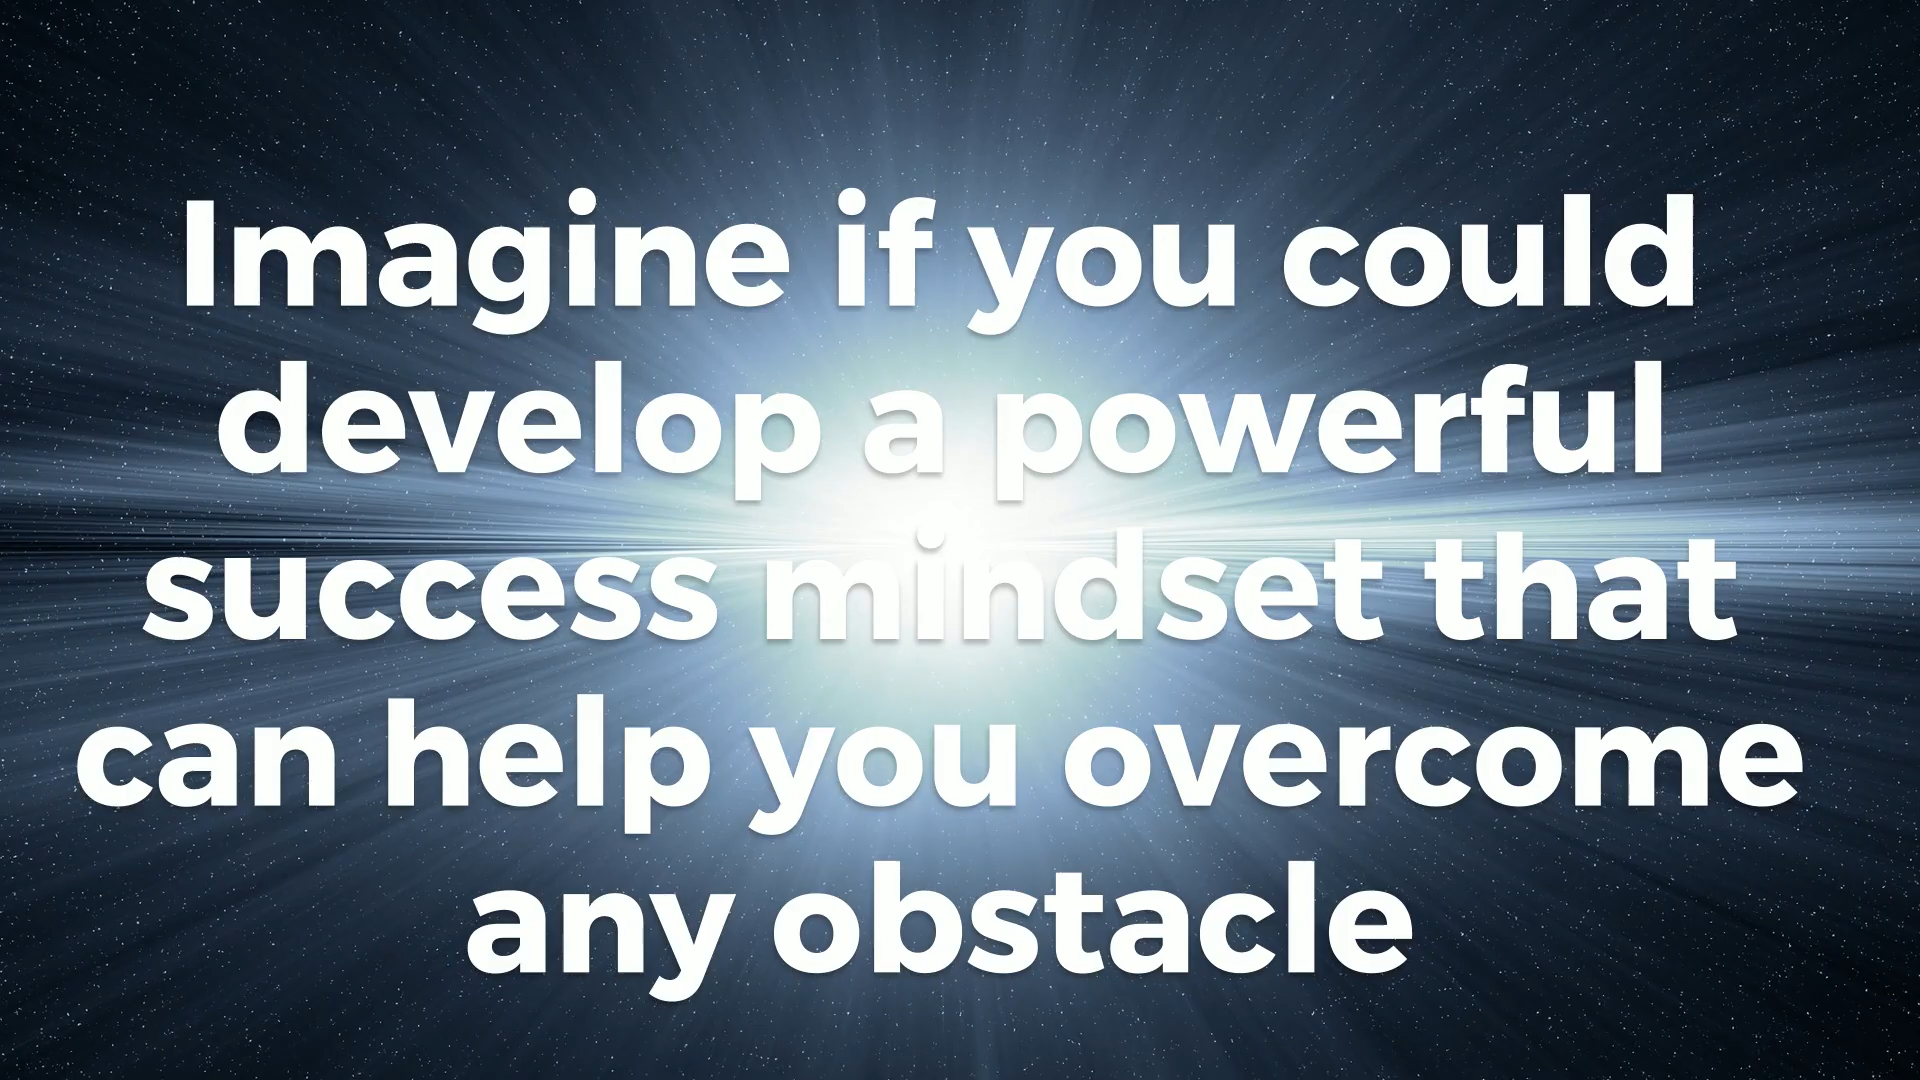 Imagine if you could
develop a powerful
success mindset that
can help you overcome
any obstacle